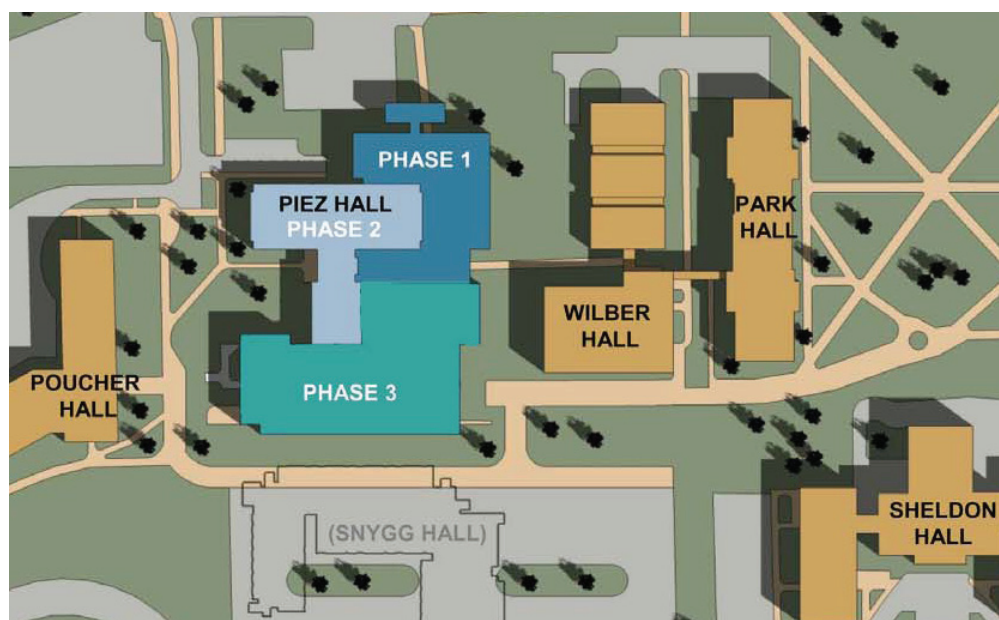 PHASE 1
PIEZ HALL
PHASE 2
PARK
HALL
WILBER
HALL
POUCHER
HALL
PHASE 3
SHELDON
HALL
(SNYGG HALL)